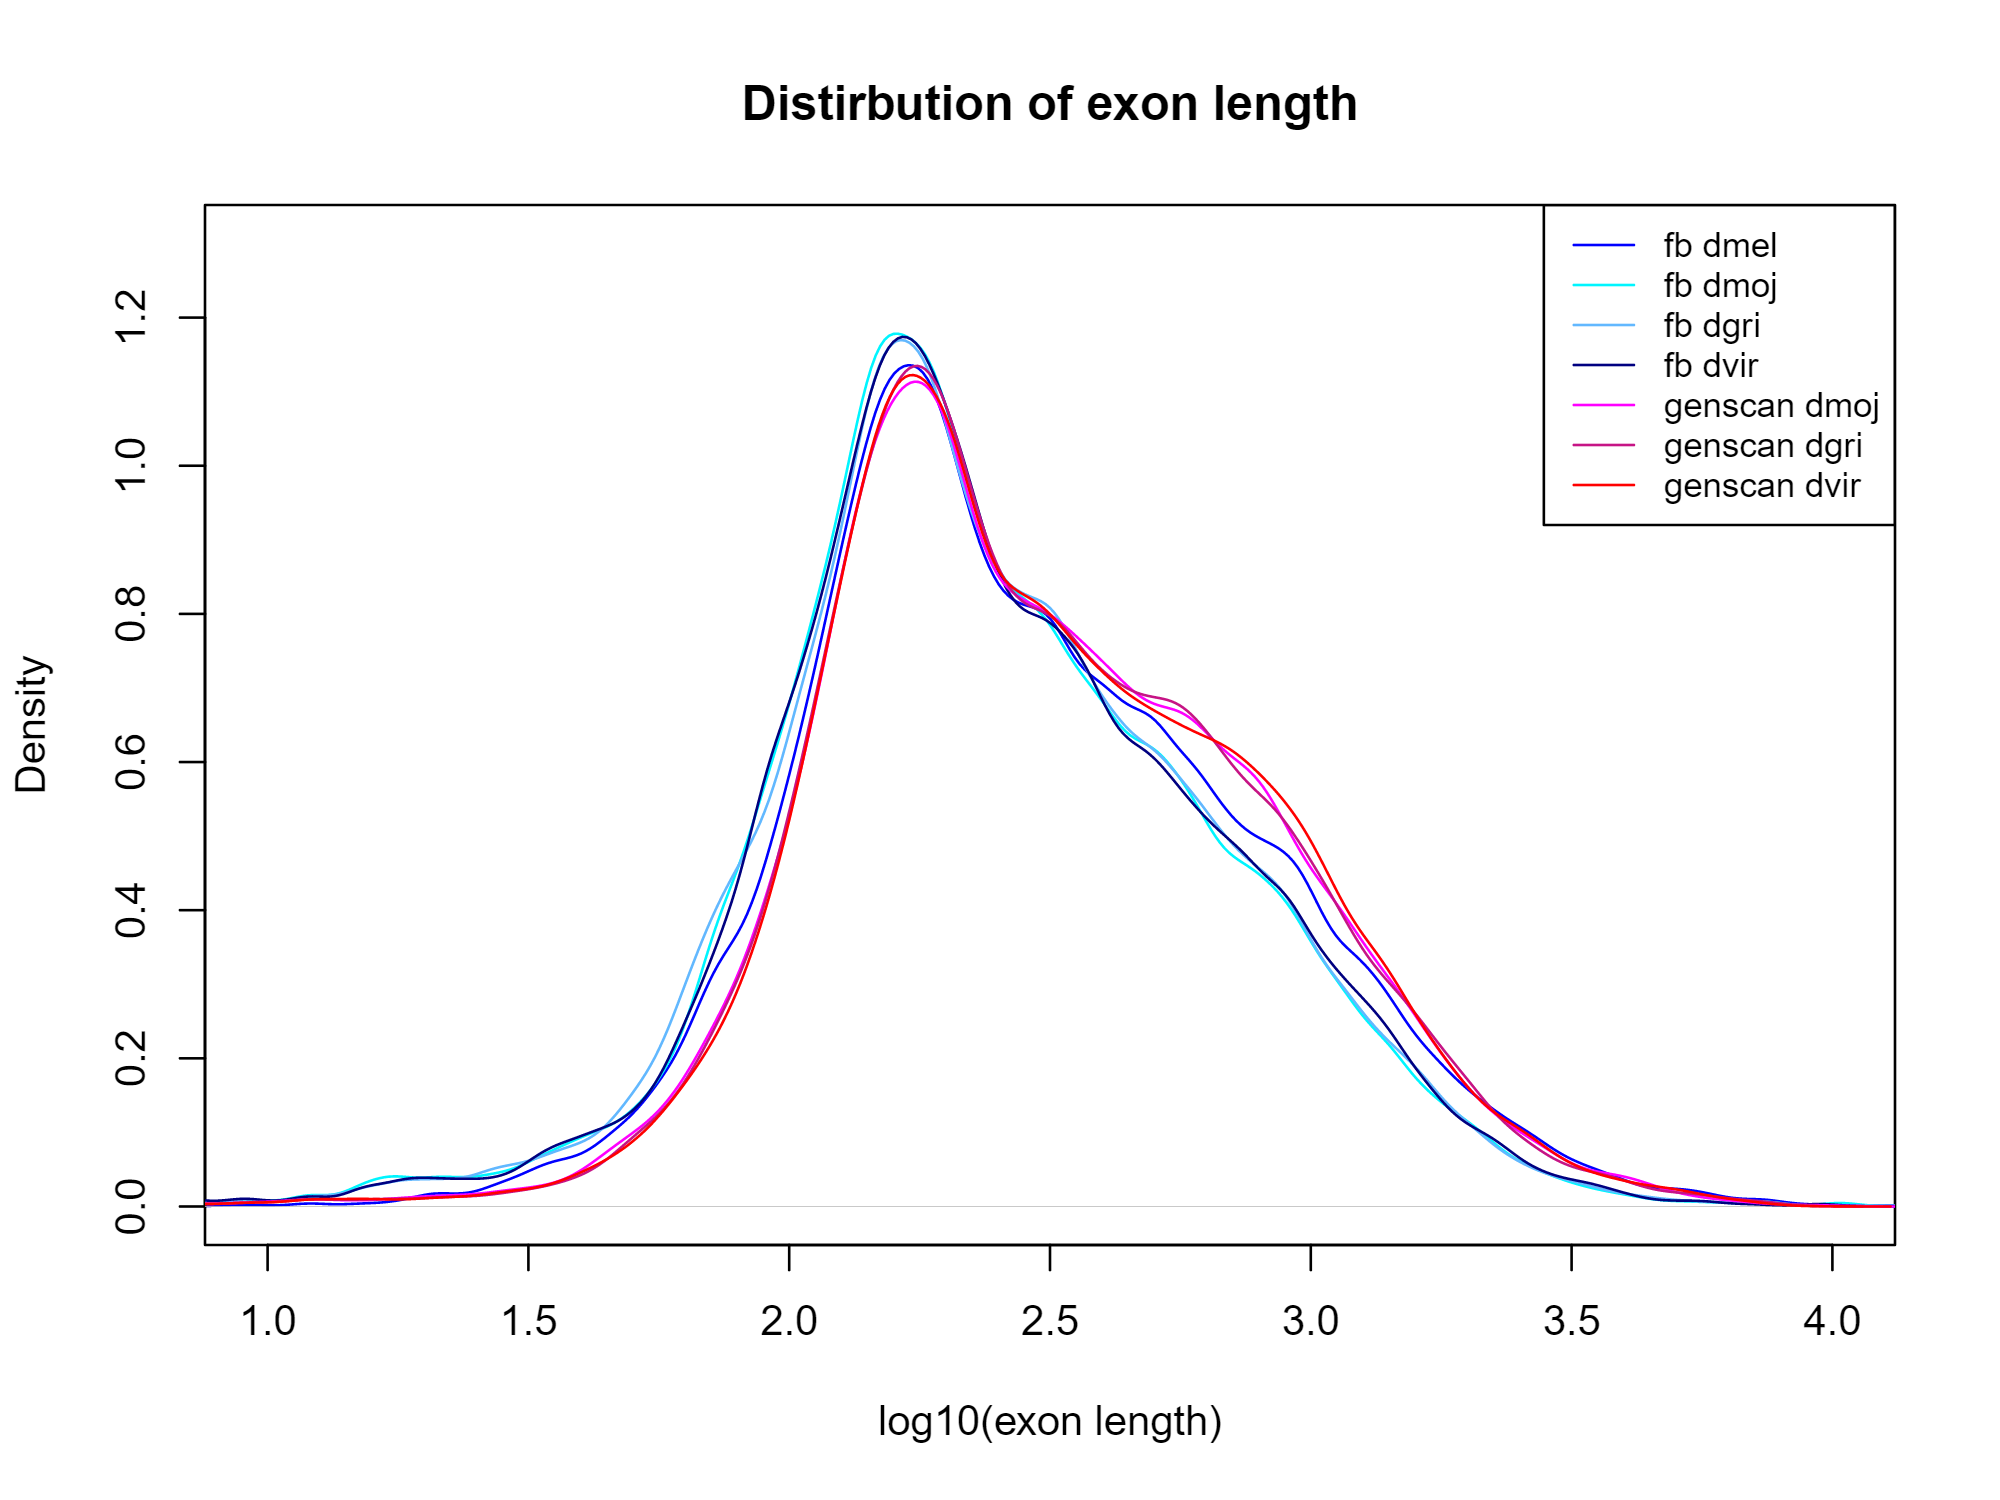 Distirbution of exon length
fb dmel
fb dmoj
fb dgri
fb dvir
genscan dmoj
genscan dgri
genscan dvir
Density
1.2
1.0
0.8
0.6
0.4
0.2
0.0
1.0 1.5 2.0 2.5 3.0 3.5 4.0
log10(exon length)